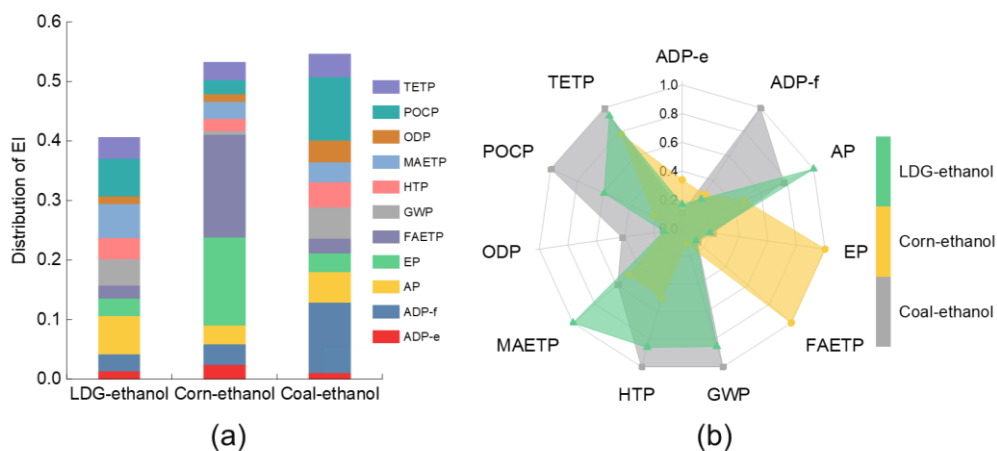 0.6
0.5
0.4
0.3
0.2
0.1
0.0
Distribution of EI
LDG-ethanol Corn-ethanol Coal-ethanol
TETP
POCP
ODP
MAETP
HTP
GWP
FAETP
EP
AP
ADP-f
ADP-e
(a)
ADP-e
ADP-f
AP
EP
FAETP
GWP
HTP
MAETP
ODP
POCP
TETP
1.0
0.8
0.6
0.4
0.2
0.0
LDG-ethanol
Corn-ethanol
Coal-ethanol
(b)